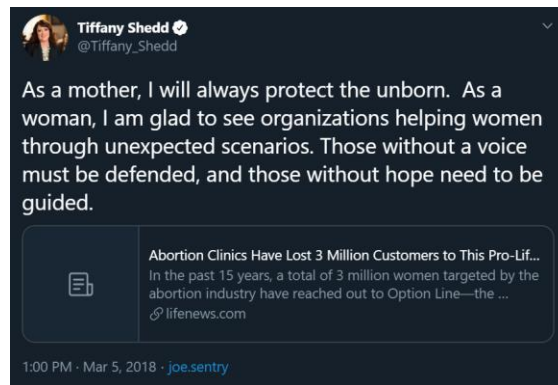 Tiffany Shedd
@Tiffany_Shedd
As a mother, I will always protect the unborn. As a
woman, I am glad to see organizations helping women
through unexpected scenarios. Those without a voice
must be defended, and those without hope need to be
guided.
Abortion Clinics Have Lost 3 Million Customers to This Pro-Lif...
In the past 15 years, a total of 3 million women targeted by the
abortion industry have reached out to Option Line—the ...
lifenews.com
1:00 PM · Mar 5, 2018 · joe.sentry